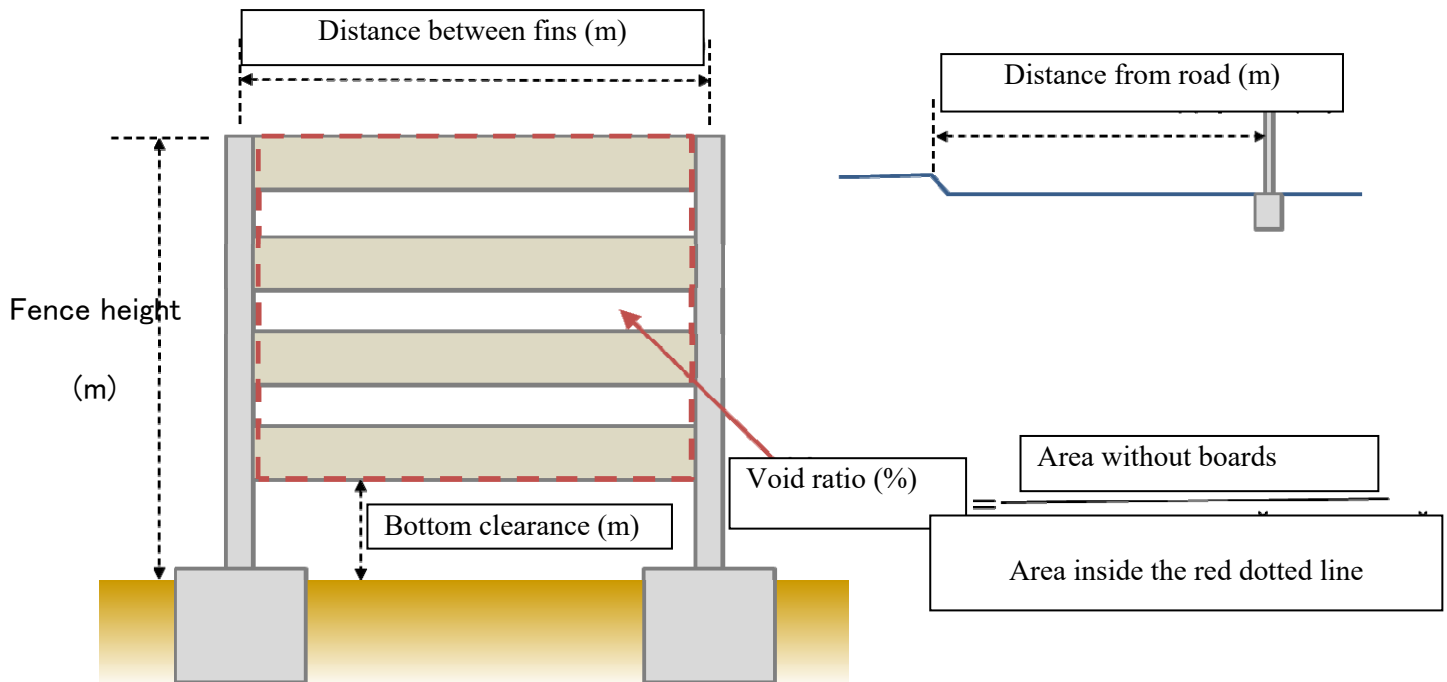 Distance between fins (m)
Distance from road (m)
Fence height
(m)
Void ratio (%)
=
Area without boards
Area inside the red dotted line
Bottom clearance (m)